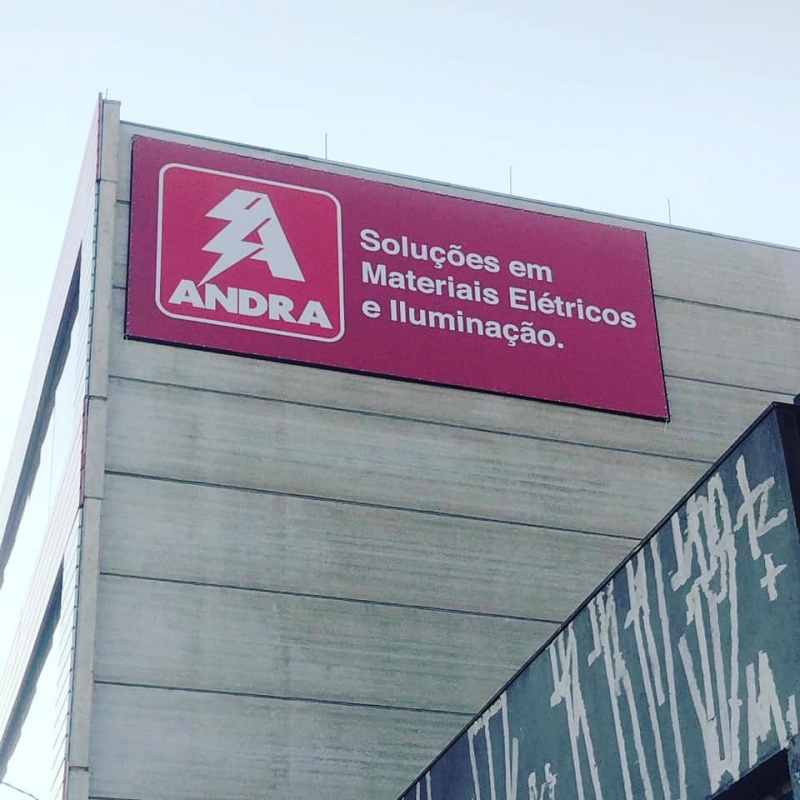 ANDRA
Soluções em
Materiais Elétricos
e Iluminação.